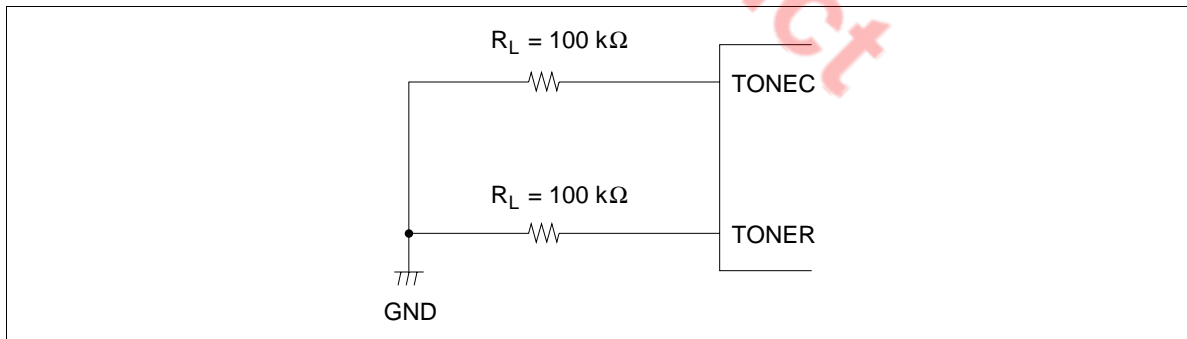 R_L = 100 kΩ
TONEC
R_L = 100 kΩ
TONER
GND